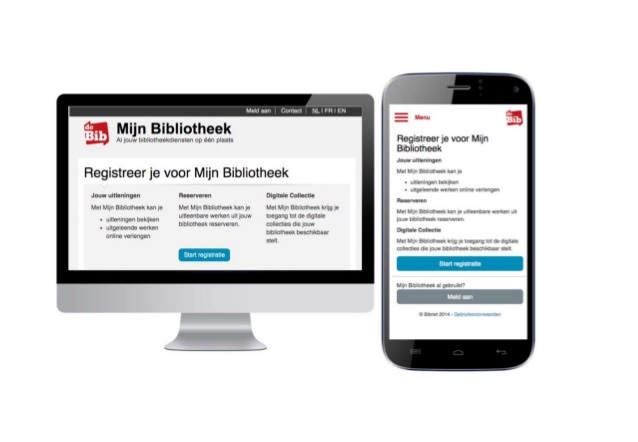 Meld aan | Contact | NL | FR | EN
de Bib
Mijn Bibliotheek
Al jouw bibliotheekdiensten op één plaats
Registreer je voor Mijn Bibliotheek
Jouw uitleningen
Met Mijn Bibliotheek kan je
• uitleningen bekijken
• uitgeleende werken
online verlengen
Reserveren
Met Mijn Bibliotheek kan je
uitleenbare werken uit jouw
bibliotheek reserveren.
Digitale Collectie
Met Mijn Bibliotheek krijg je
toegang tot de digitale
collecties die jouw
bibliotheek beschikbaar
stelt.
Start registratie
Menu
de Bib
Registreer je voor Mijn
Bibliotheek
Jouw uitleningen
Met Mijn Bibliotheek kan je
• uitleningen bekijken
• uitgeleende werken online verlengen
Reserveren
Met Mijn Bibliotheek kan je uitleenbare werken uit
jouw bibliotheek reserveren.
Digitale Collectie
Met Mijn Bibliotheek krijg je toegang tot de digitale
collecties die jouw bibliotheek beschikbaar stelt.
Start registratie
Mijn Bibliotheek al gebruikt?
Meld aan
© Bibnet 2014 - Gebruiksvoorwaarden